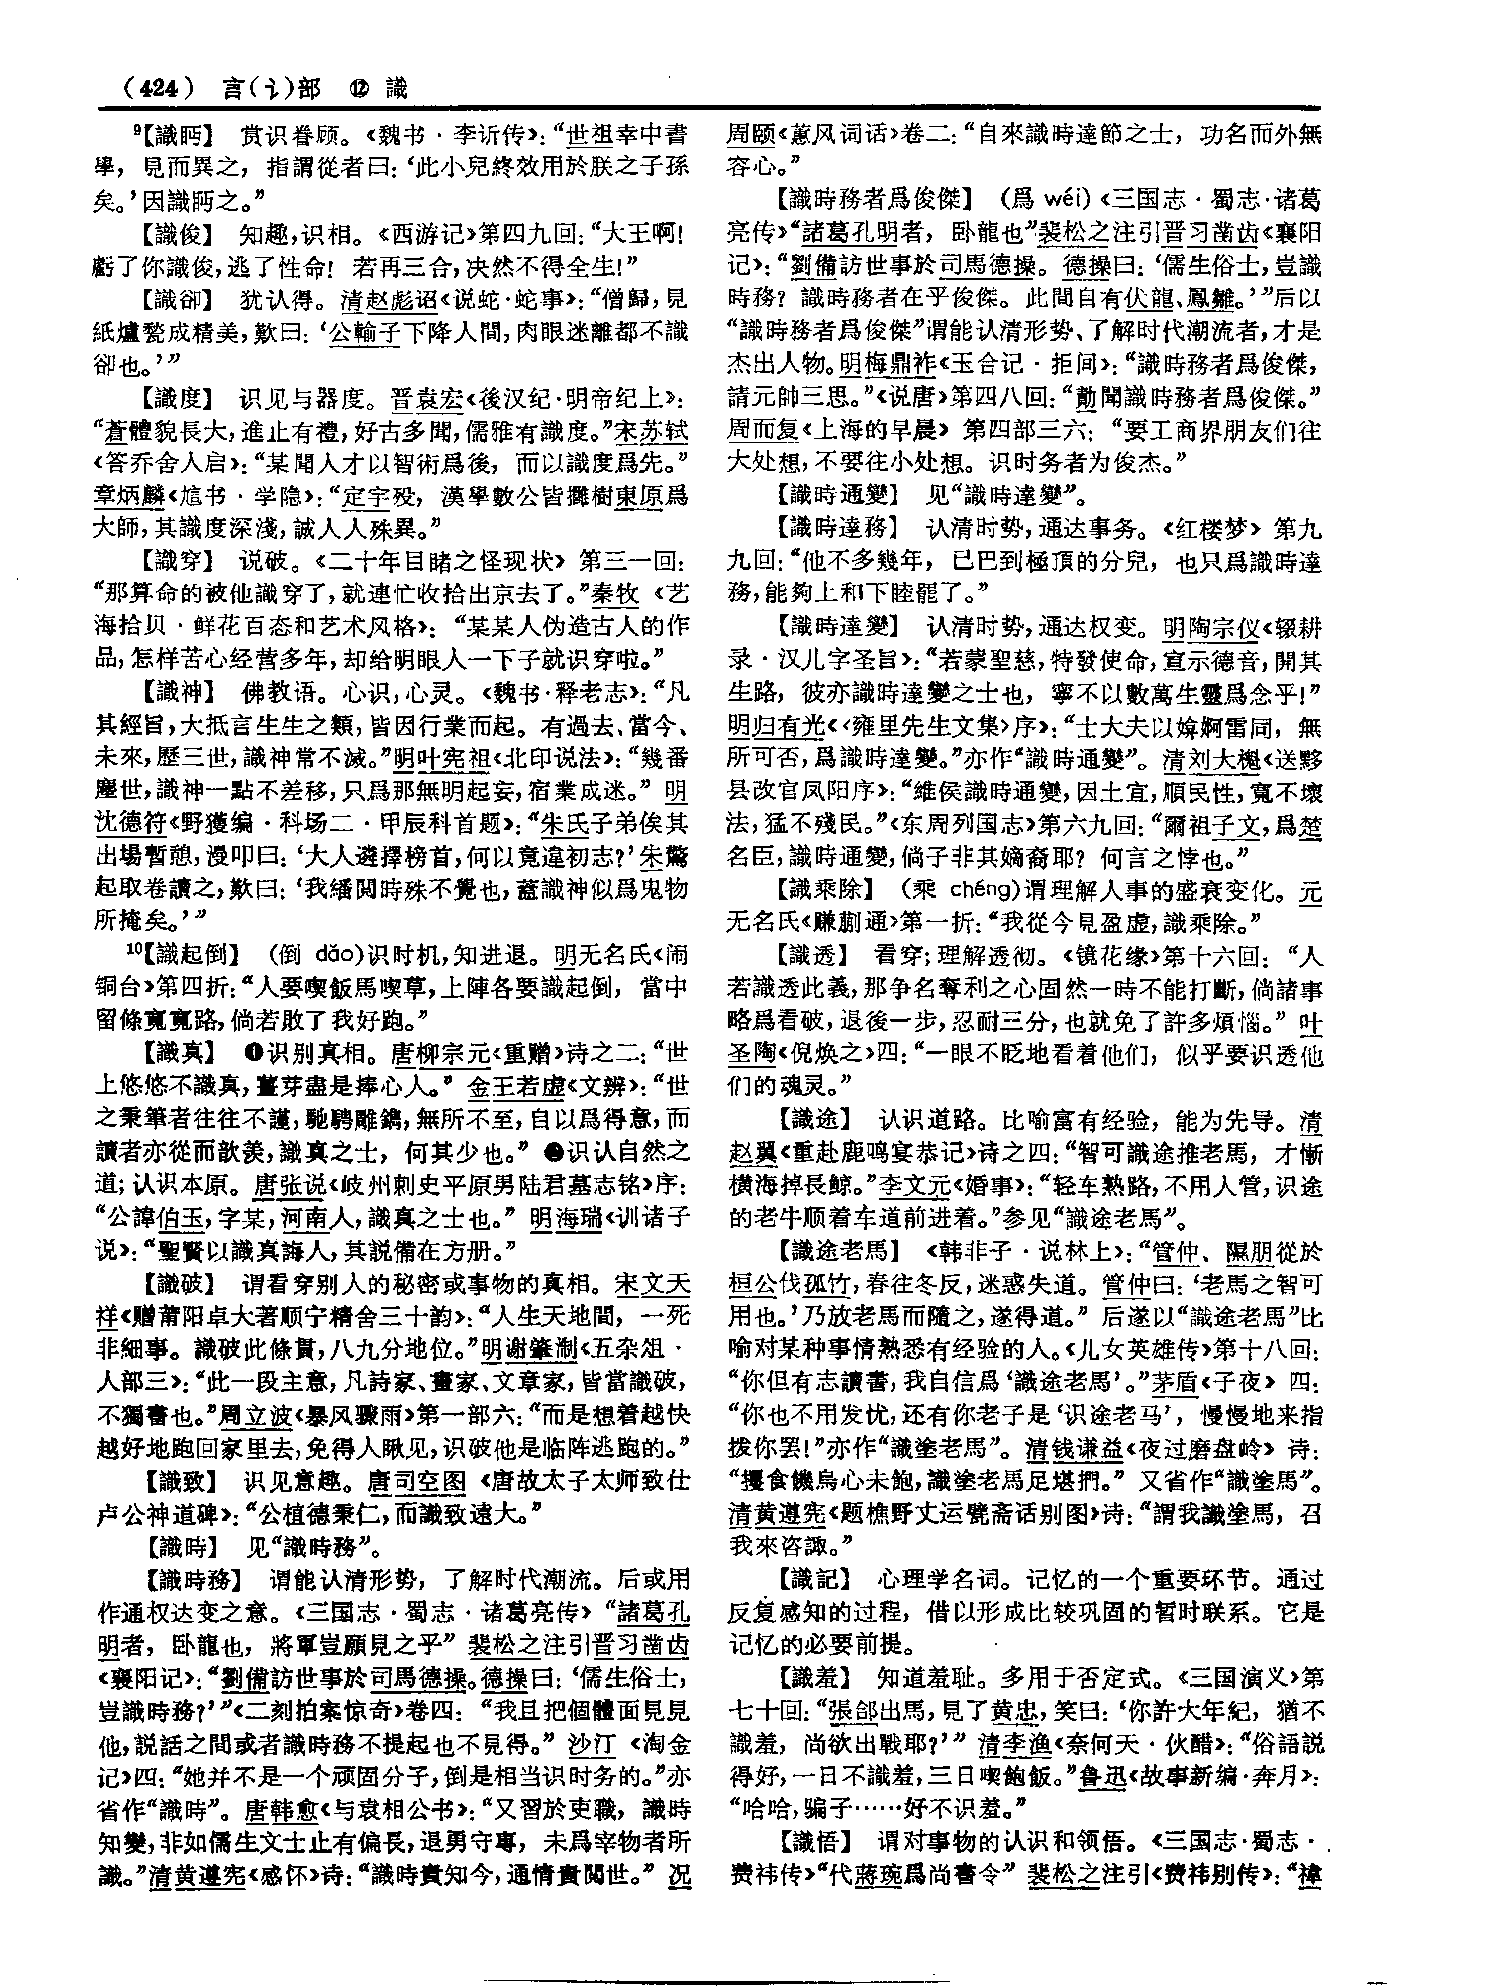 （424） 言（讠）部 ⑫ 識
⁹【識眄】 赏识眷顾。《魏书·李䜣传》：“世祖幸中書
學，見而異之，指謂從者曰：‘此小兒終效用於朕之子孫
矣。’因識眄之。”
【識俊】 知趣，识相。《西游记》第四九回：“大王啊！
虧了你識俊，逃了性命！若再三合，决然不得全生！”
【識卻】 犹认得。清赵彪诏《说蛇·蛇事》：“僧歸，見
紙爐甃成精美，歎曰：‘公輸子下降人間，肉眼迷離都不識
卻也。’”
【識度】 识见与器度。晋袁宏《後汉纪·明帝纪上》：
“蒼體貌長大，進止有禮，好古多聞，儒雅有識度。”宋苏轼
《答乔舍人启》：“某聞人才以智術爲後，而以識度爲先。”
章炳麟《訄书·学隐》：“定宇殁，漢學數公皆擁樹東原爲
大師，其識度深淺，誠人人殊異。”
【識穿】 说破。《二十年目睹之怪现状》第三一回：
“那算命的被他識穿了，就連忙收拾出京去了。”秦牧《艺
海拾贝·鲜花百态和艺术风格》：“某某人伪造古人的作
品，怎样苦心经营多年，却给明眼人一下子就识穿啦。”
【識神】 佛教语。心识，心灵。《魏书·释老志》：“凡
其經旨，大抵言生生之類，皆因行業而起。有過去、當今、
未來，歷三世，識神常不滅。”明叶宪祖《北邙说法》：“幾番
塵世，識神一點不差移，只爲那無明起妄，宿業成迷。”明
沈德符《野獲编·科场二·甲辰科首题》：“朱氏子弟俟其
出場暫憩，謾叩曰：‘大人遴擇榜首，何以竟違初志？’朱驚
起取卷讀之，歎曰：‘我繙閲時殊不覺也，蓋識神似爲鬼物
所掩矣。’”
¹⁰【識起倒】 （倒 dǎo）识时机，知进退。明无名氏《闹
铜台》第四折：“人要喫飯馬喫草，上陣各要識起倒，當中
留條寬寬路，倘若敗了我好跑。”
【識真】 ❶识别真相。唐柳宗元《重赠》诗之二：“世
上悠悠不識真，薑芽盡是捧心人。”金王若虚《文辨》：“世
之秉筆者往往不謹，馳騁雕鐫，無所不至，自以爲得意，而
讀者亦從而歆羨，識真之士，何其少也。”❷识认自然之
道；认识本原。唐张说《岐州刺史平原男陆君墓志铭》序：
“公諱伯玉，字某，河南人，識真之士也。”明海瑞《训诸子
说》：“聖賢以識真誨人，其説備在方册。”
【識破】 谓看穿别人的秘密或事物的真相。宋文天
祥《赠莆阳卓大著顺宁精舍三十韵》：“人生天地間，一死
非細事。識破此條貫，八九分地位。”明谢肇淛《五杂俎·
人部三》：“此一段主意，凡詩家、畫家、文章家，皆當識破，
不獨書也。”周立波《暴风骤雨》第一部六：“而是想着越快
越好地跑回家里去，免得人瞅见，识破他是临阵逃跑的。”
【識致】 识见意趣。唐司空图《唐故太子太师致仕
卢公神道碑》：“公植德秉仁，而識致遠大。”
【識時】 见“識時務”。
【識時務】 谓能认清形势，了解时代潮流。后或用
作通权达变之意。《三国志·蜀志·诸葛亮传》“諸葛孔
明者，卧龍也，將軍豈願見之乎”裴松之注引晋习凿齿
《襄阳记》：“劉備訪世事於司馬德操。德操曰：‘儒生俗士，
豈識時務？’”《二刻拍案惊奇》卷四：“我且把個體面見見
他，説話之間或者識時務不提起也不見得。”沙汀《淘金
记》四：“她并不是一个顽固分子，倒是相当识时务的。”亦
省作“識時”。唐韩愈《与袁相公书》：“又習於吏職，識時
知變，非如儒生文士止有偏長，退勇守專，未爲宰物者所
識。”清黄遵宪《感怀》诗：“識時貴知今，通情貴閲世。”况
周颐《蕙风词话》卷二：“自來識時達節之士，功名而外無
容心。”
【識時務者爲俊傑】 （爲 wéi）《三国志·蜀志·诸葛
亮传》“諸葛孔明者，卧龍也”裴松之注引晋习凿齿《襄阳
记》：“劉備訪世事於司馬德操。德操曰：‘儒生俗士，豈識
時務？識時務者在乎俊傑。此間自有伏龍、鳳雛。’”后以
“識時務者爲俊傑”谓能认清形势、了解时代潮流者，才是
杰出人物。明梅鼎祚《玉合记·拒间》：“識時務者爲俊傑，
請元帥三思。”《说唐》第四八回：“勣聞識時務者爲俊傑。”
周而复《上海的早晨》第四部三六：“要工商界朋友们往
大处想，不要往小处想。识时务者为俊杰。”
【識時通變】 见“識時達變”。
【識時達務】 认清时势，通达事务。《红楼梦》第九
九回：“他不多幾年，已巴到極頂的分兒，也只爲識時達
務，能夠上和下睦罷了。”
【識時達變】 认清时势，通达权变。明陶宗仪《辍耕
录·汉儿字圣旨》：“若蒙聖慈，特發使命，宣示德音，開其
生路，彼亦識時達變之士也，寧不以數萬生靈爲念乎！”
明归有光《〈雍里先生文集〉序》：“士大夫以媕婀雷同，無
所可否，爲識時達變。”亦作“識時通變”。清刘大櫆《送黟
县改官凤阳序》：“維侯識時通變，因土宜，順民性，寬不壞
法，猛不殘民。”《东周列国志》第六九回：“爾祖子文，爲楚
名臣，識時通變，倘子非其嫡裔耶？何言之悖也。”
【識乘除】 （乘 chéng）谓理解人事的盛衰变化。元
无名氏《赚蒯通》第一折：“我從今見盈虚，識乘除。”
【識透】 看穿；理解透彻。《镜花缘》第十六回：“人
若識透此義，那争名奪利之心固然一時不能打斷，倘諸事
略爲看破，退後一步，忍耐三分，也就免了許多煩惱。”叶
圣陶《倪焕之》四：“一眼不眨地看着他们，似乎要识透他
们的魂灵。”
【識途】 认识道路。比喻富有经验，能为先导。清
赵翼《重赴鹿鸣宴恭记》诗之四：“智可識途推老馬，才慚
横海掉長鯨。”李文元《婚事》：“轻车熟路，不用人管，识途
的老牛顺着车道前进着。”参见“識途老馬”。
【識途老馬】 《韩非子·说林上》：“管仲、隰朋從於
桓公伐孤竹，春往冬反，迷惑失道。管仲曰：‘老馬之智可
用也。’乃放老馬而隨之，遂得道。”后遂以“識途老馬”比
喻对某种事情熟悉有经验的人。《儿女英雄传》第十八回：
“你但有志讀書，我自信爲‘識途老馬’。”茅盾《子夜》四：
“你也不用发忧，还有你老子是‘识途老马’，慢慢地来指
拨你罢！”亦作“識塗老馬”。清钱谦益《夜过磨盘岭》诗：
“攫食饑烏心未飽，識塗老馬足堪捫。”又省作“識塗馬”。
清黄遵宪《题樵野丈运甓斋话别图》诗：“謂我識塗馬，召
我來咨諏。”
【識記】 心理学名词。记忆的一个重要环节。通过
反复感知的过程，借以形成比较巩固的暂时联系。它是
记忆的必要前提。
【識羞】 知道羞耻。多用于否定式。《三国演义》第
七十回：“張郃出馬，見了黄忠，笑曰：‘你許大年紀，猶不
識羞，尚欲出戰耶？’”清李渔《奈何天·伙醋》：“俗語説
得好，一日不識羞，三日喫飽飯。”鲁迅《故事新编·奔月》：
“哈哈，骗子……好不识羞。”
【識悟】 谓对事物的认识和领悟。《三国志·蜀志·
费祎传》“代蔣琬爲尚書令”裴松之注引《费祎别传》：“禕